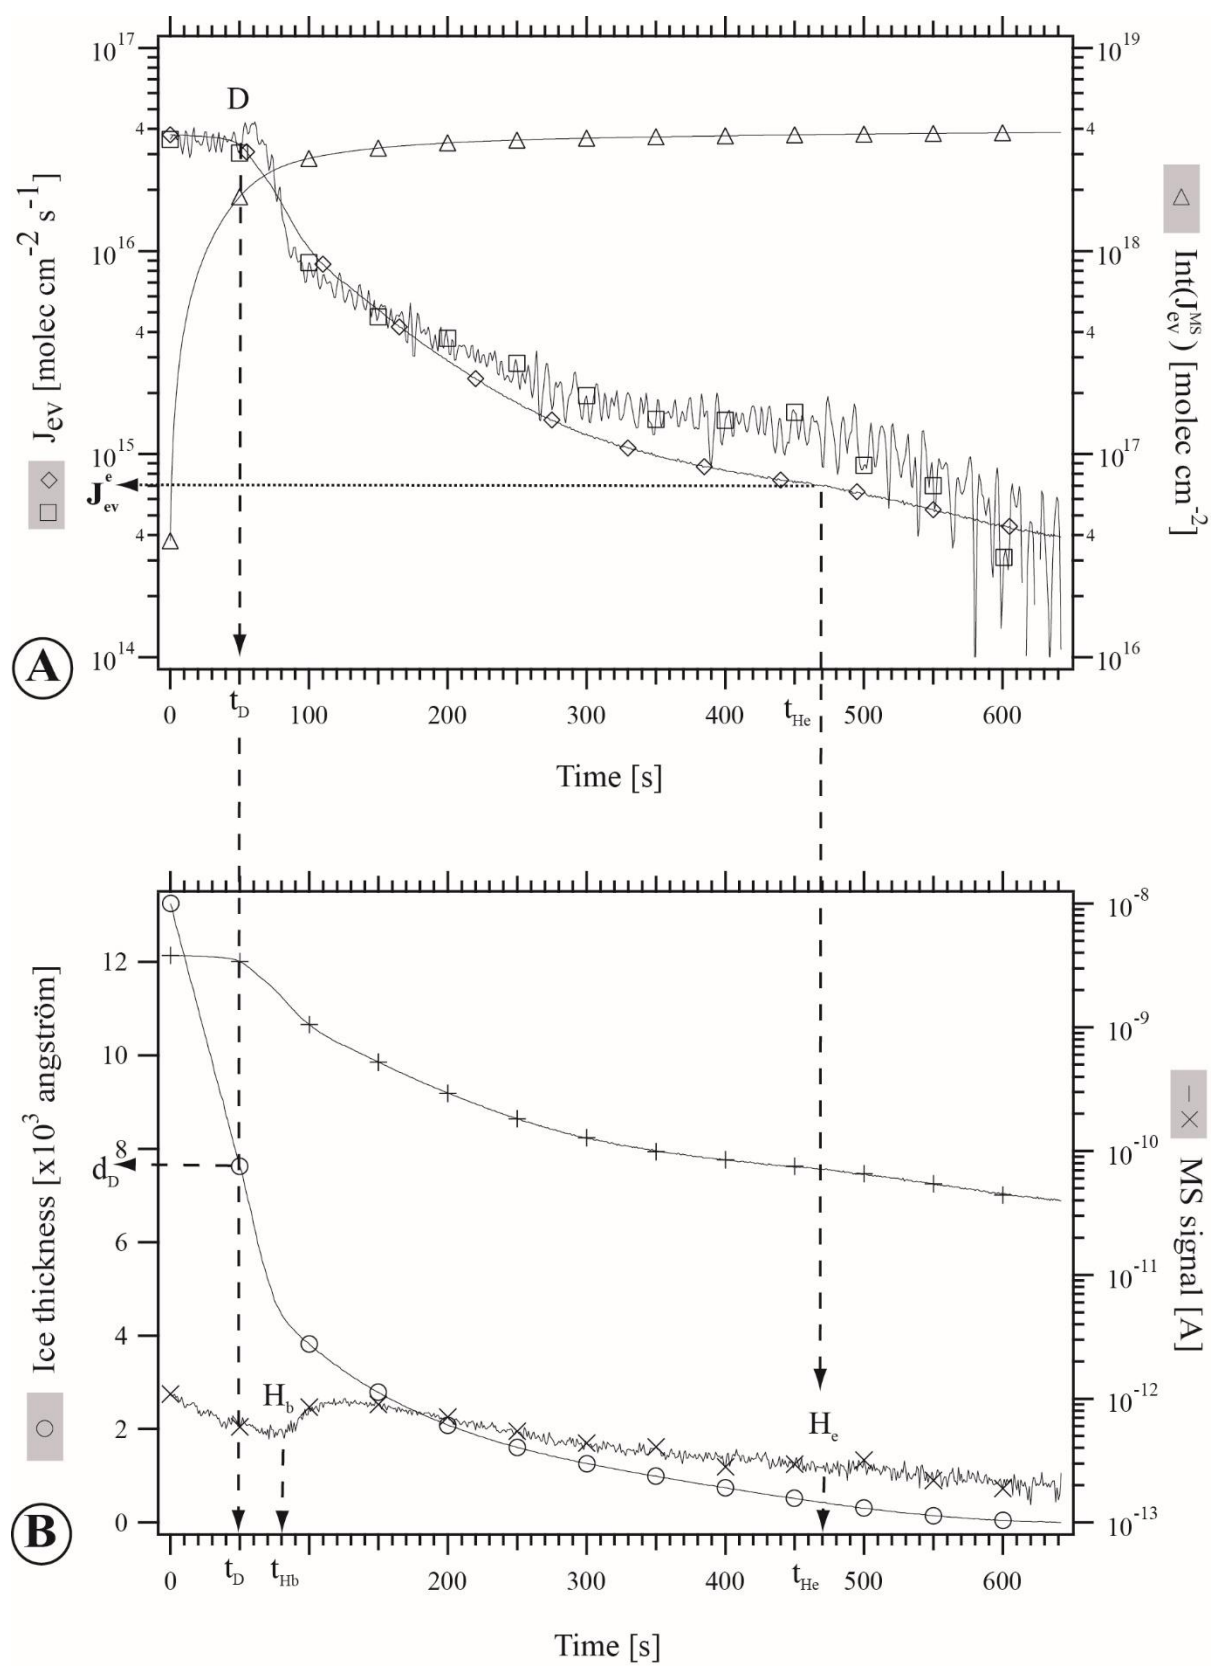 10^17
4
10^16
4
10^15
4
10^14
J_ev [molec cm^-2 s^-1]
D
J^e_ev
10^19
4
10^18
4
10^17
4
10^16
Int(J^MS_ev) [molec cm^-2]
A
0
t_D
100
200
300
400
t_He
500
600
Time [s]
12
10
8
d_D
6
4
2
0
Ice thickness [x10^3 angström]
H_b
H_e
10^-8
10^-9
10^-10
10^-11
10^-12
10^-13
MS signal [A]
B
0
t_D
t_Hb
200
300
400
t_He
500
600
Time [s]